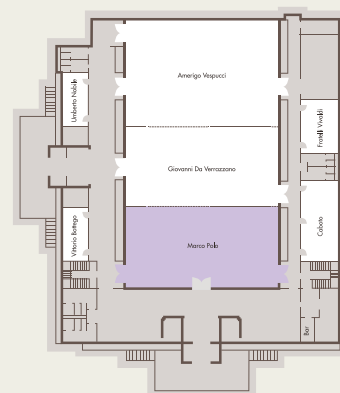 Amerigo Vespucci
Umberto Nobile
Fratelli Vivaldi
Giovanni Da Verrazzano
Vittorio Bottego
Caboto
Marco Polo
Bar